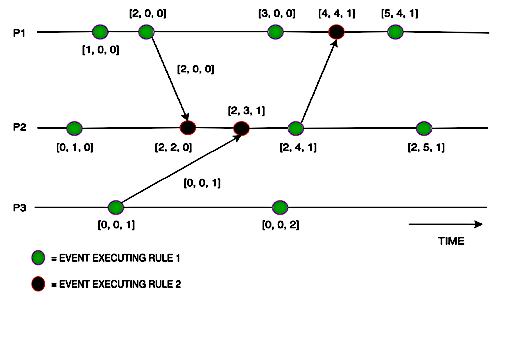 [2, 0, 0] [3, 0, 0] [4, 4, 1] [5, 4, 1]
P1
[1, 0, 0]
[2, 0, 0]
[2, 3, 1]
P2
[0, 1, 0] [2, 2, 0] [2, 4, 1] [2, 5, 1]
[0, 0, 1]
P3
[0, 0, 1] [0, 0, 2]
TIME
= EVENT EXECUTING RULE 1
= EVENT EXECUTING RULE 2